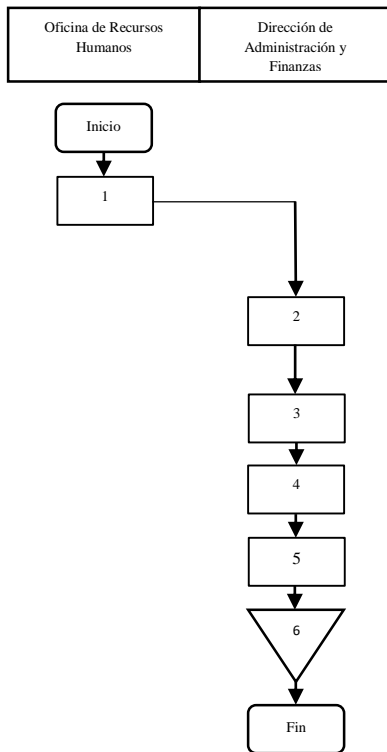 Oficina de Recursos
Humanos
Dirección de
Administración y
Finanzas
Inicio
1
2
3
4
5
6
Fin